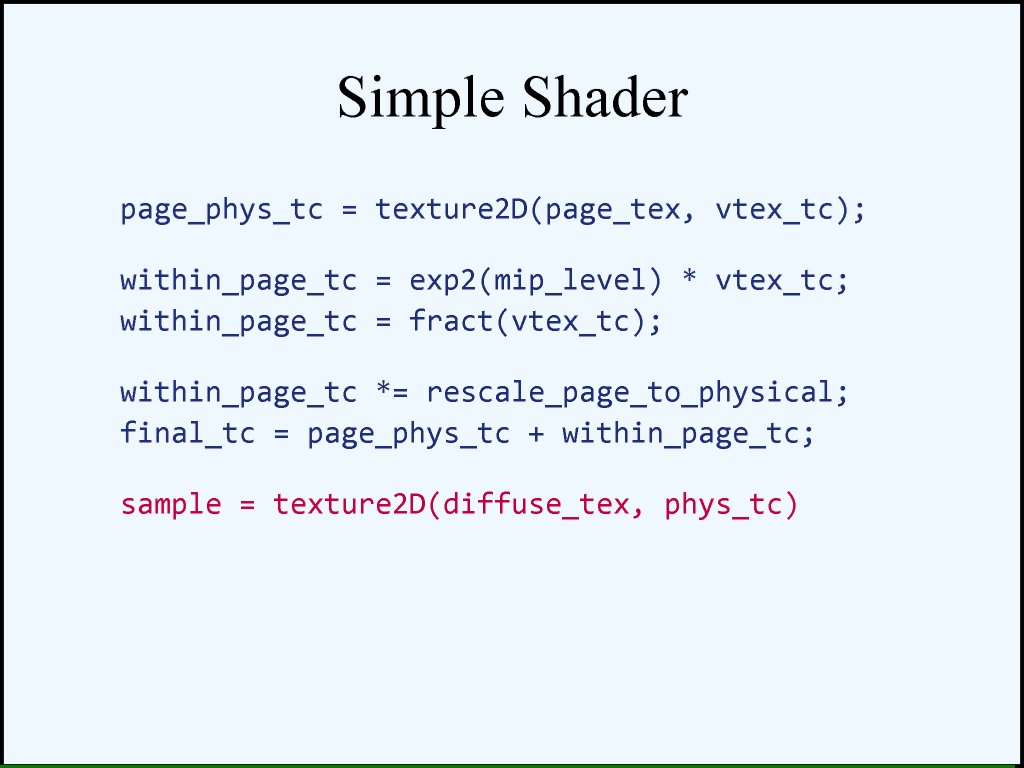 Simple Shader
page_phys_tc = texture2D(page_tex, vtex_tc);
within_page_tc = exp2(mip_level) * vtex_tc;
within_page_tc = fract(vtex_tc);
within_page_tc *= rescale_page_to_physical;
final_tc = page_phys_tc + within_page_tc;
sample = texture2D(diffuse_tex, phys_tc)